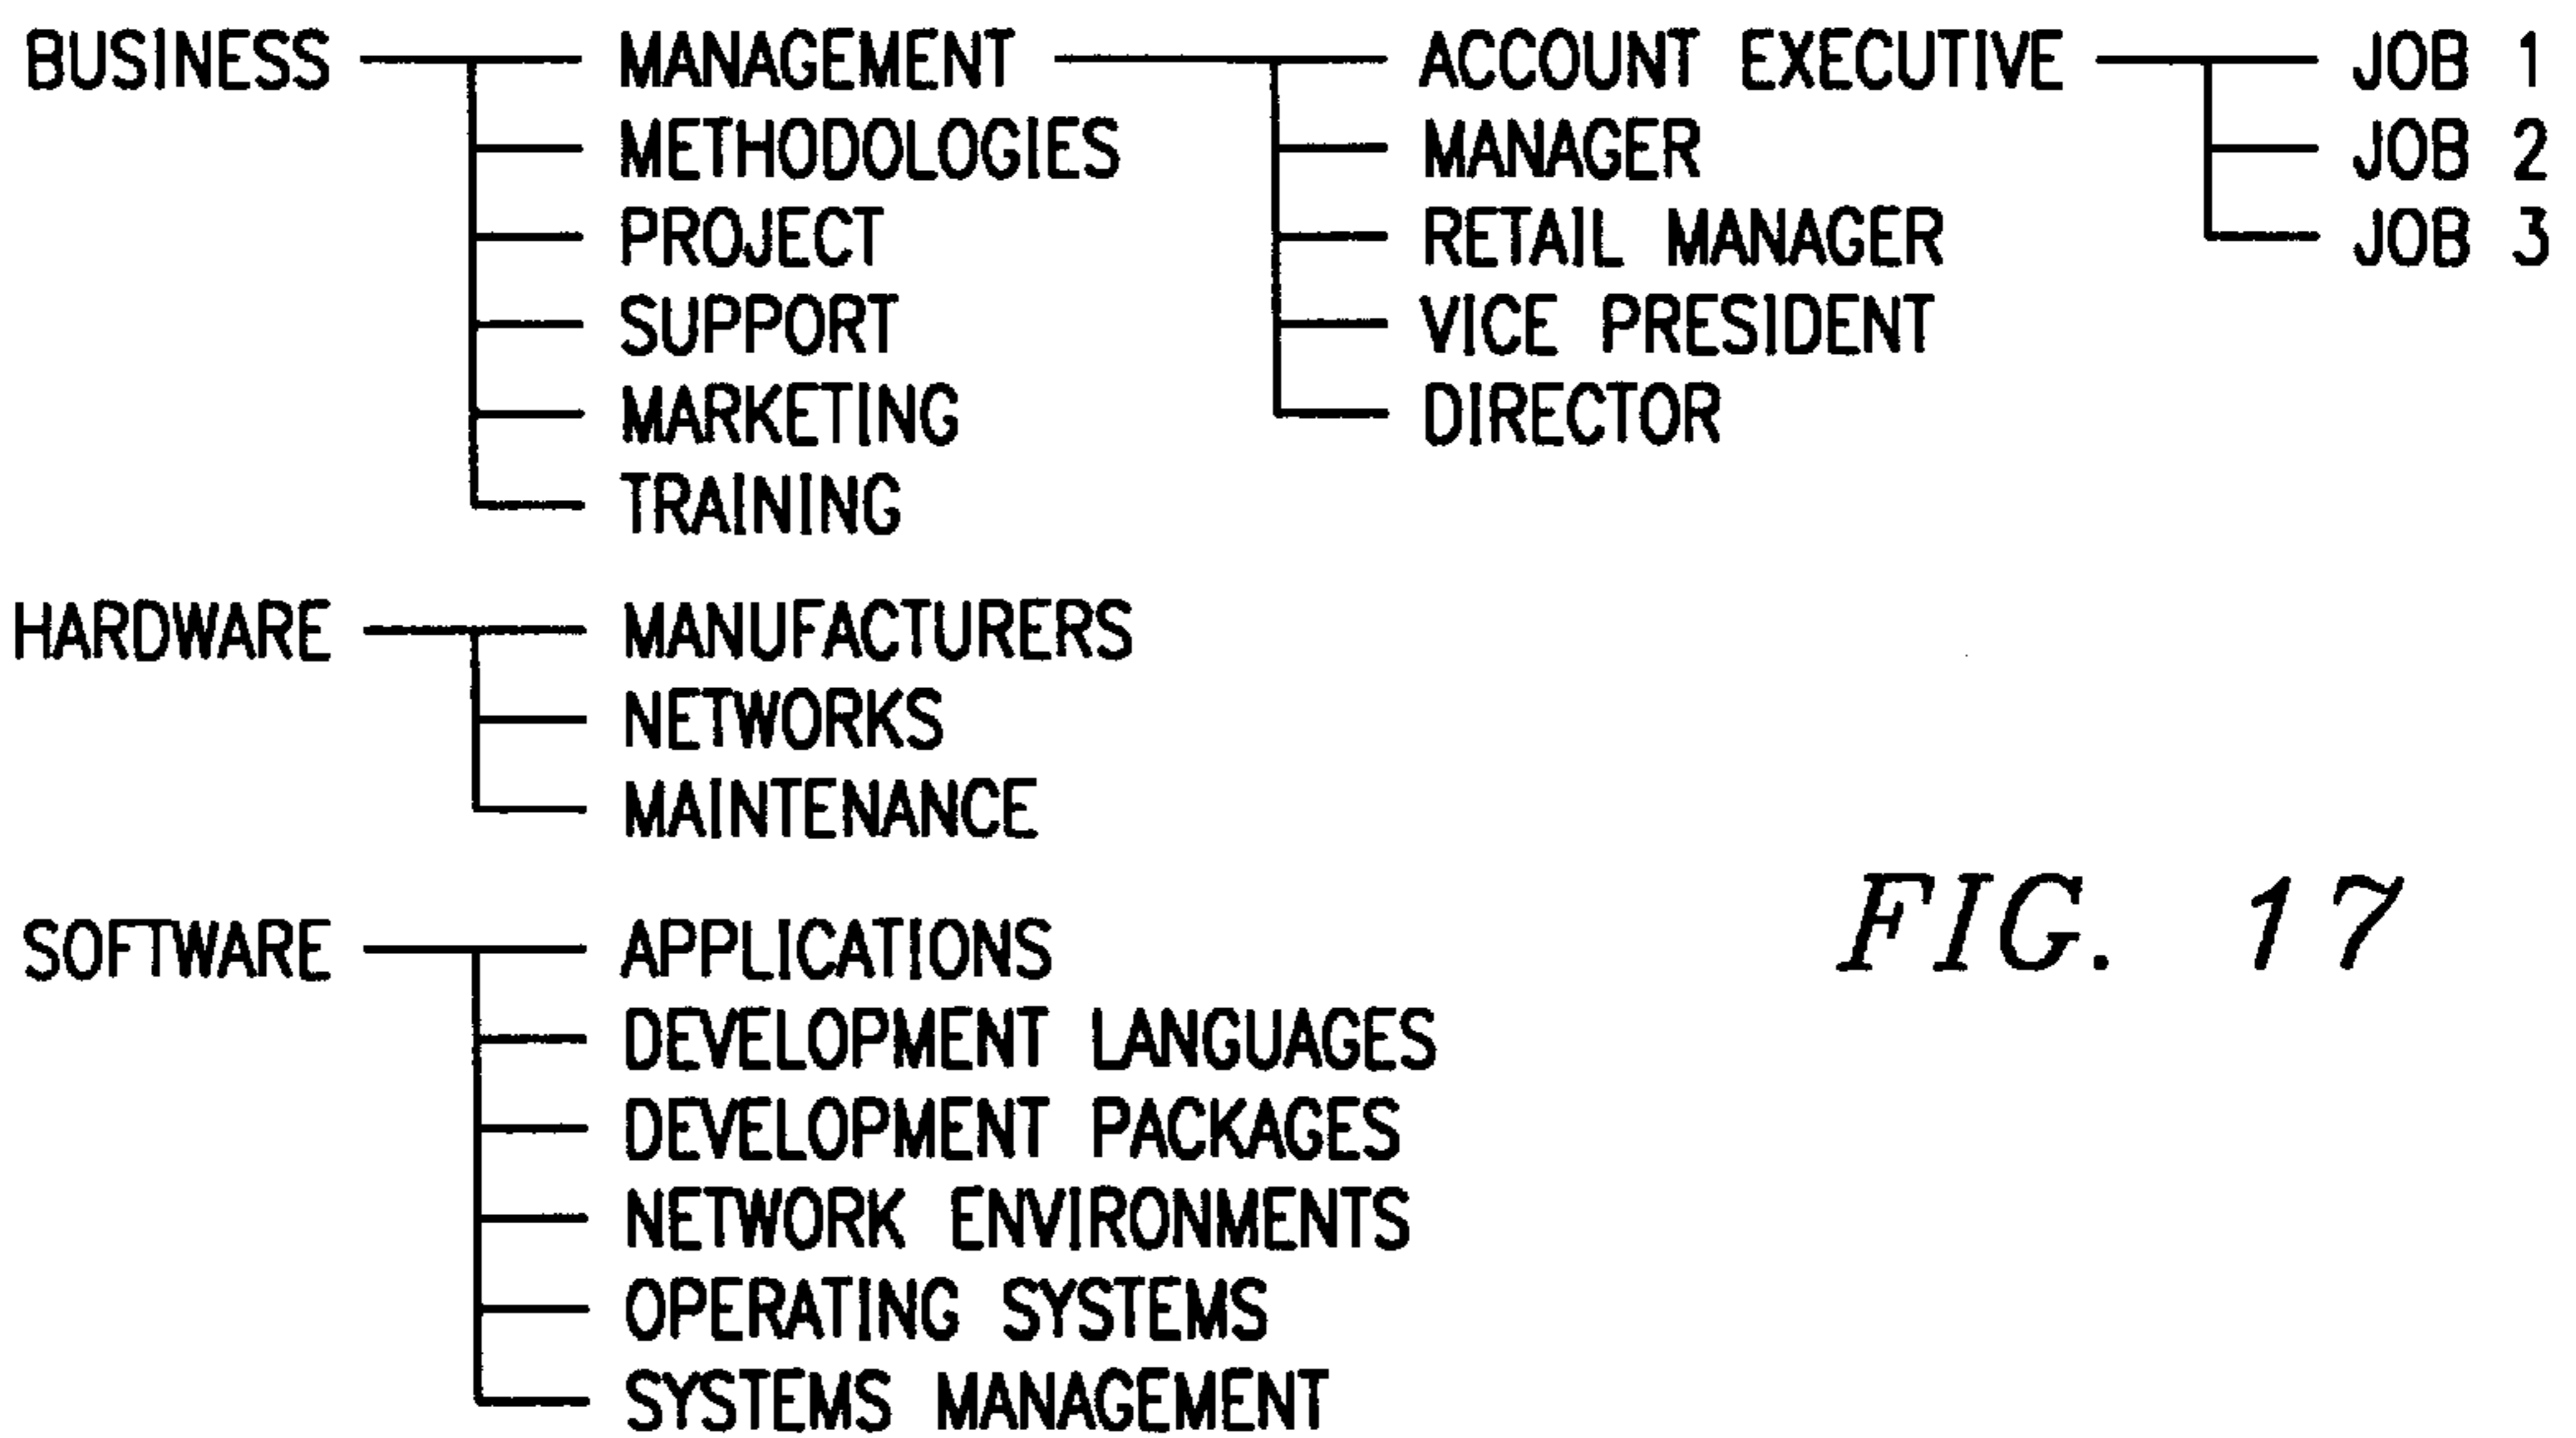 BUSINESS MANAGEMENT ACCOUNT EXECUTIVE JOB 1
METHODOLOGIES MANAGER JOB 2
PROJECT RETAIL MANAGER JOB 3
SUPPORT VICE PRESIDENT
MARKETING DIRECTOR
TRAINING
HARDWARE MANUFACTURERS
NETWORKS
MAINTENANCE
SOFTWARE APPLICATIONS
DEVELOPMENT LANGUAGES
DEVELOPMENT PACKAGES
NETWORK ENVIRONMENTS
OPERATING SYSTEMS
SYSTEMS MANAGEMENT
FIG. 17